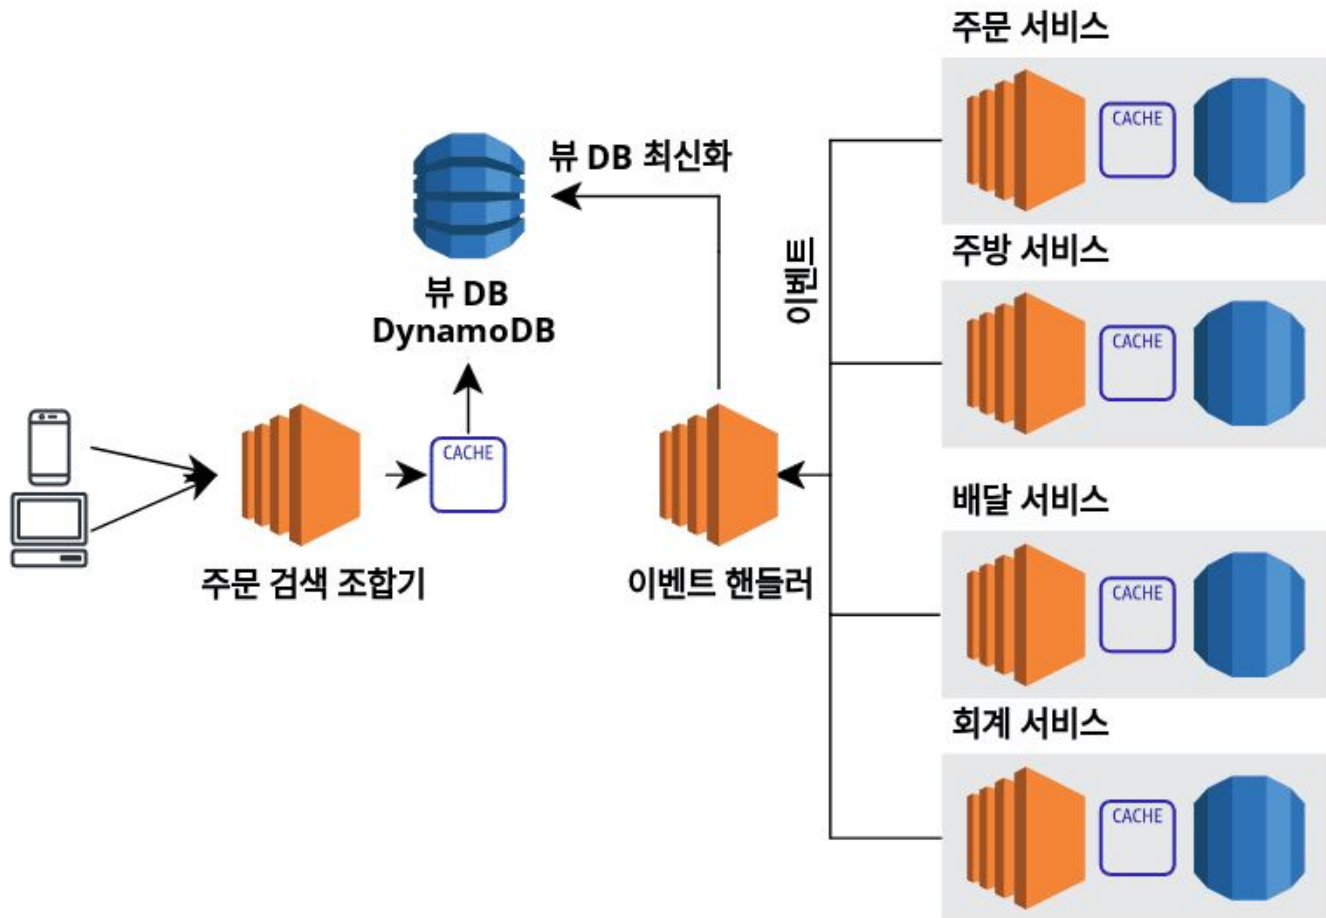 주문 서비스
CACHE
뷰 DB 최신화
주방 서비스
이벤트
CACHE
뷰 DB
DynamoDB
CACHE
배달 서비스
주문 검색 조합기
이벤트 핸들러
CACHE
회계 서비스
CACHE